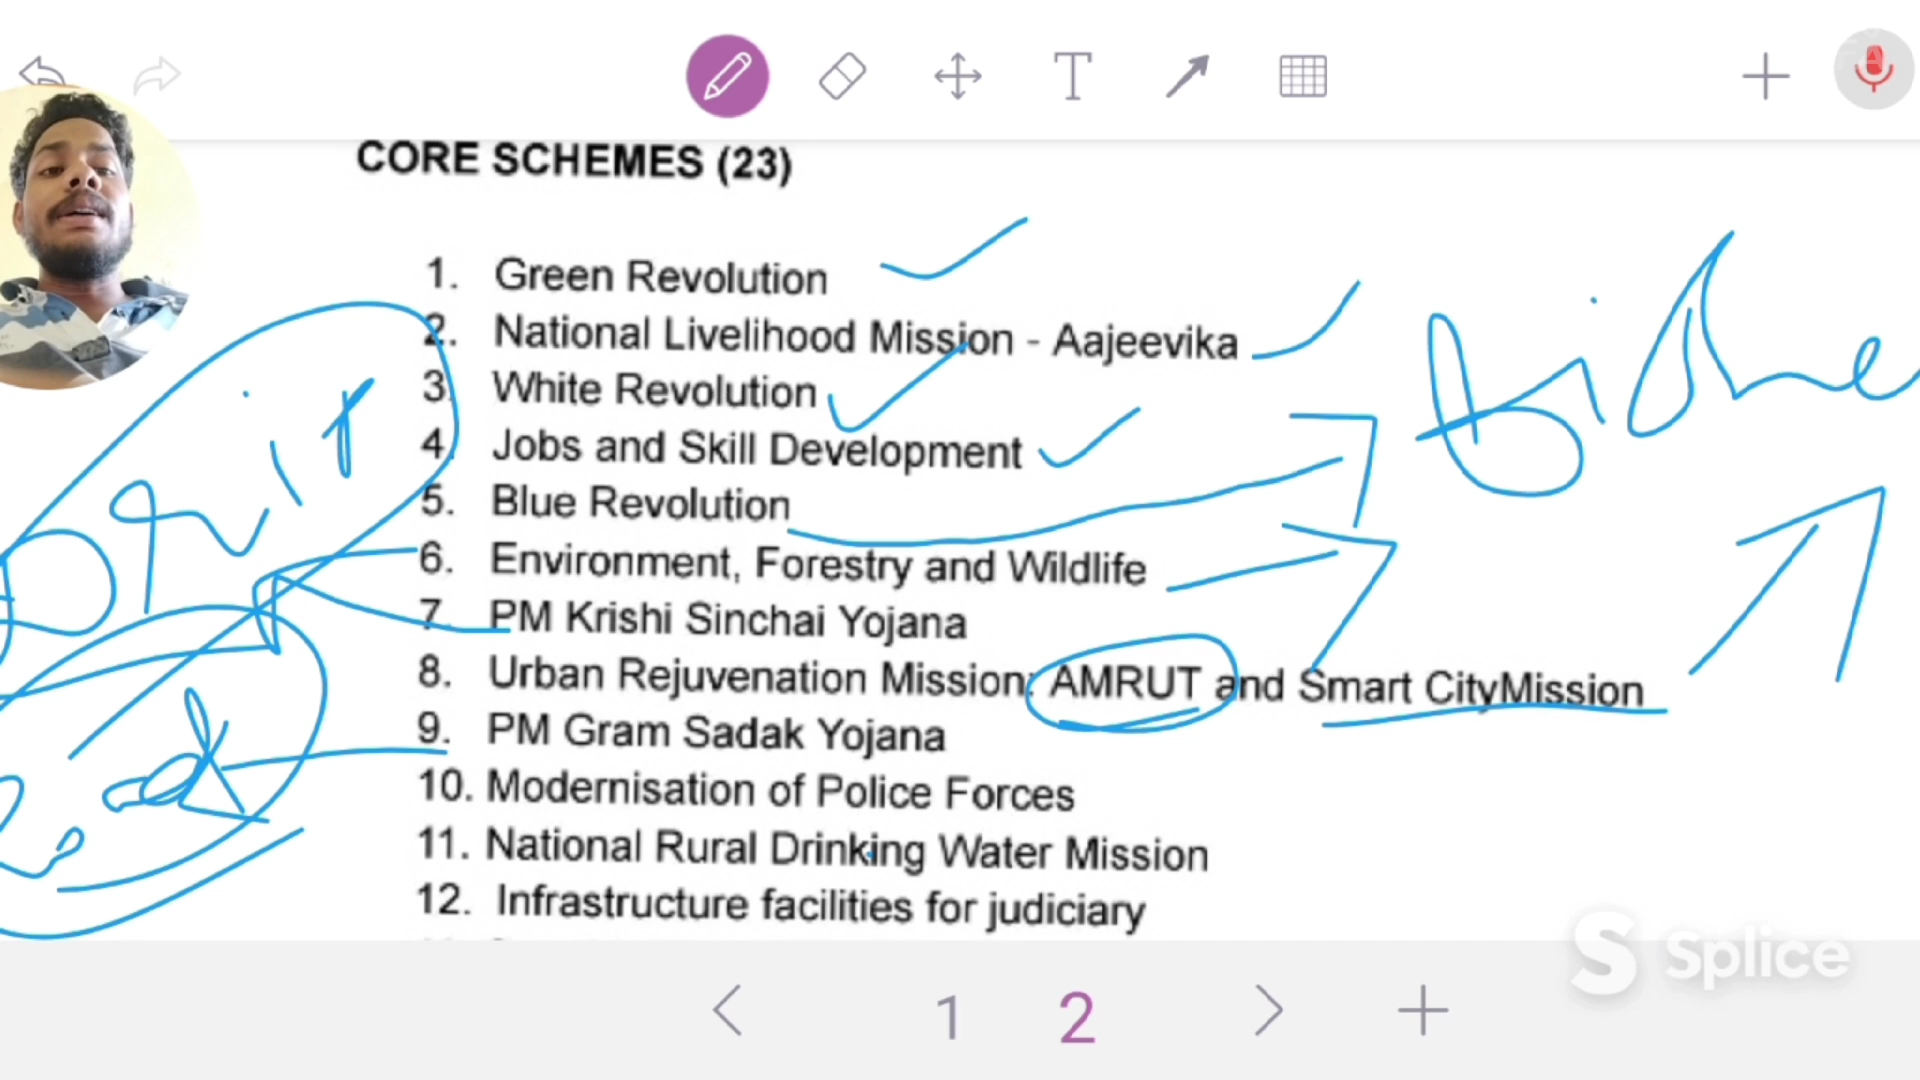 CORE SCHEMES (23)
1. Green Revolution
2. National Livelihood Mission - Aajeevika
3. White Revolution
4. Jobs and Skill Development
5. Blue Revolution
6. Environment, Forestry and Wildlife
7. PM Krishi Sinchai Yojana
8. Urban Rejuvenation Mission: AMRUT and Smart CityMission
9. PM Gram Sadak Yojana
10. Modernisation of Police Forces
11. National Rural Drinking Water Mission
12. Infrastructure facilities for judiciary
S Splice
1 2